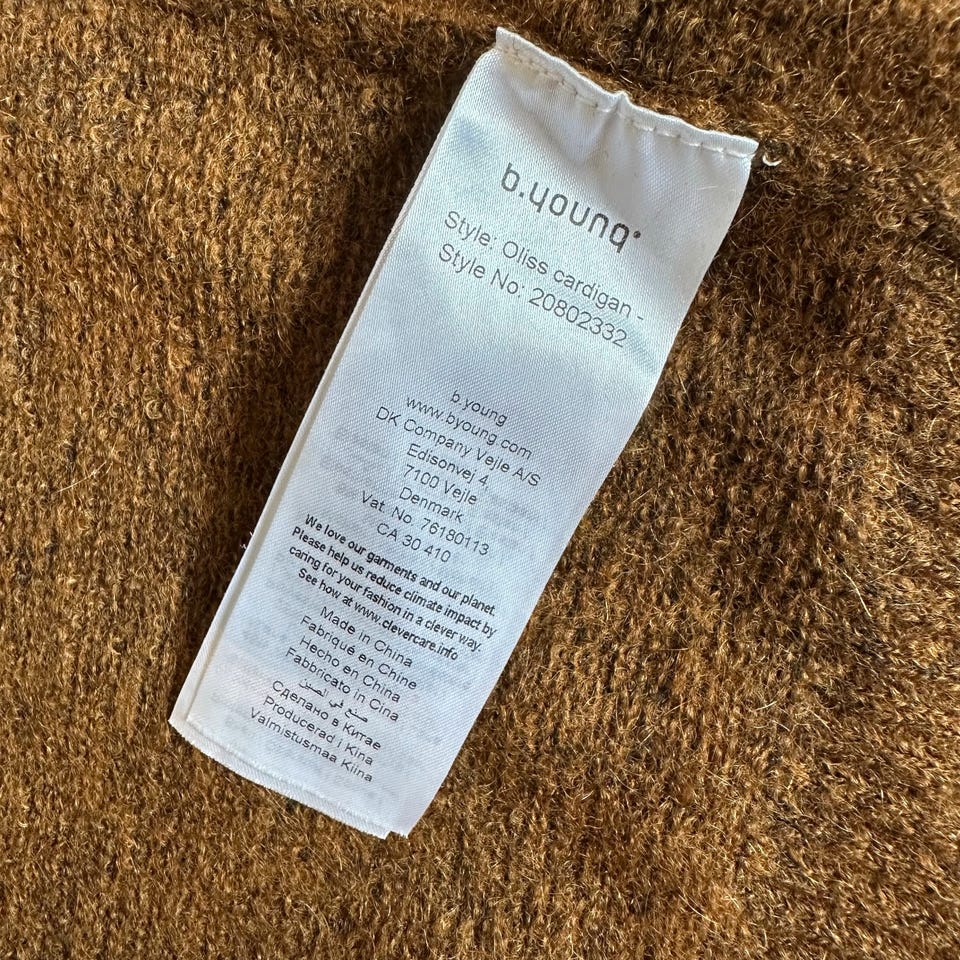 b.young
Style: Oliss cardigan -
Style No: 20802332
b.young
www.byoung.com
DK Company Vejle A/S
Edisonvej 4
7100 Vejle
Denmark
Vat. No. 76180113
CA 30 410
We love our garments and our planet.
Please help us reduce climate impact by
caring for your fashion in a clever way.
See how at www.clevercare.info
Made in China
Fabriqué en Chine
Hecho en China
Fabbricato in Cina
صنع في الصين
Сделано в Китае
Producerad i Kina
Valmistusmaa Kiina